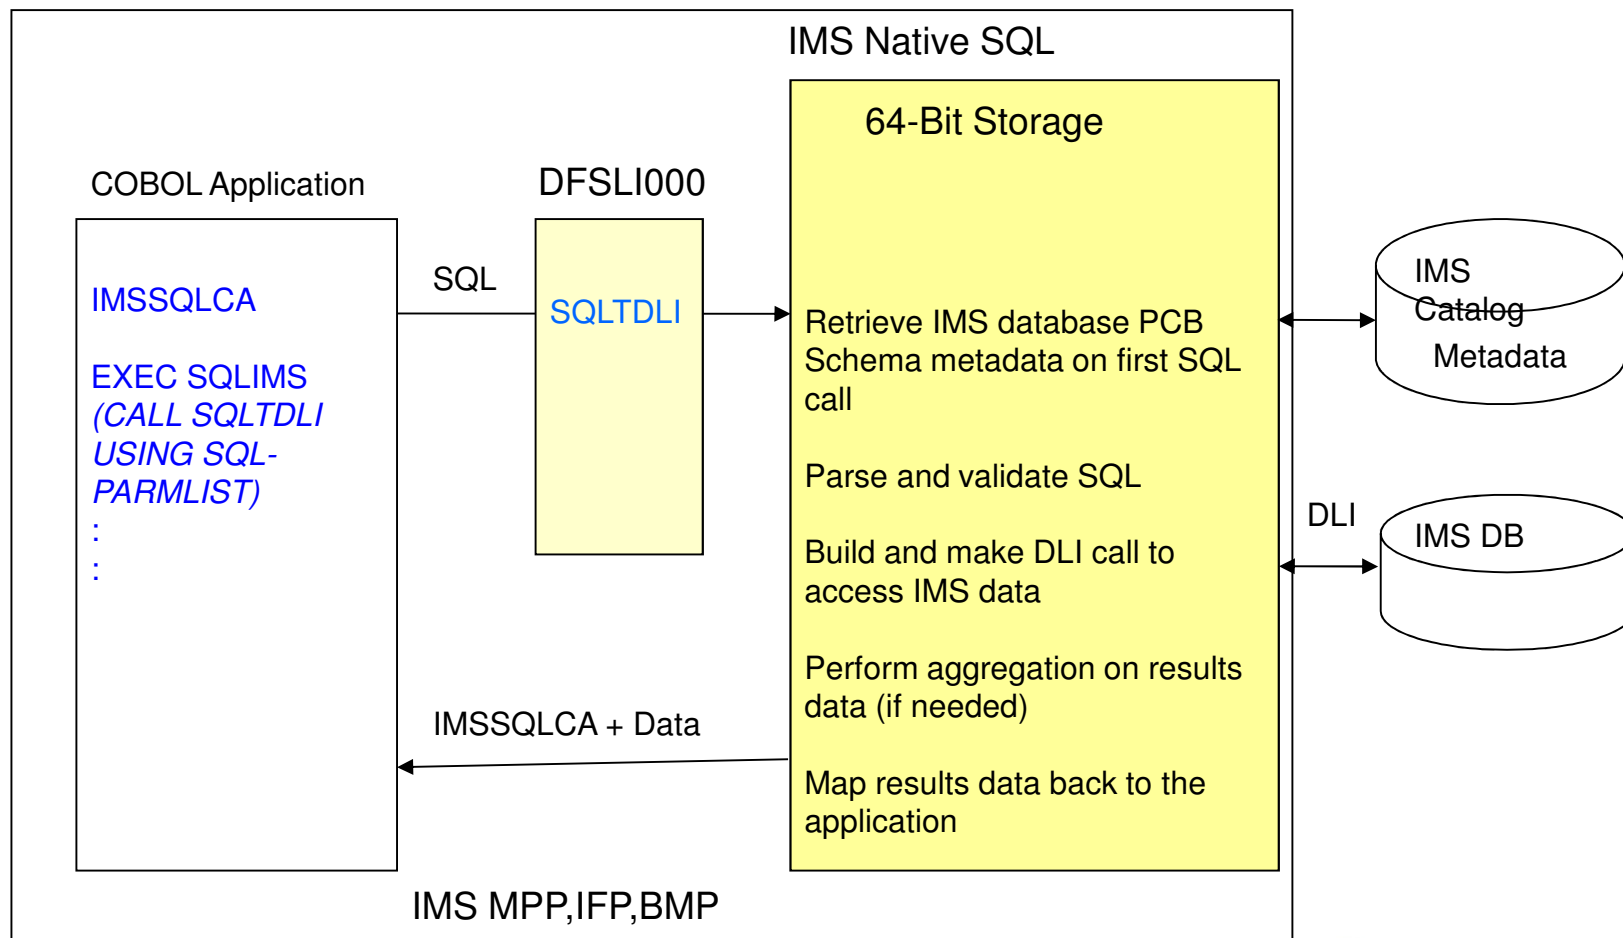 IMS Native SQL
64-Bit Storage
COBOL Application
DFSLI000
IMSSQLCA
EXEC SQLIMS
(CALL SQLTDLI
USING SQL-
PARMLIST)
:
:
SQL
SQLTDLI
Retrieve IMS database PCB
Schema metadata on first SQL
call
Parse and validate SQL
Build and make DLI call to
access IMS data
Perform aggregation on results
data (if needed)
Map results data back to the
application
IMS
Catalog
Metadata
DLI
IMS DB
IMSSQLCA + Data
IMS MPP,IFP,BMP